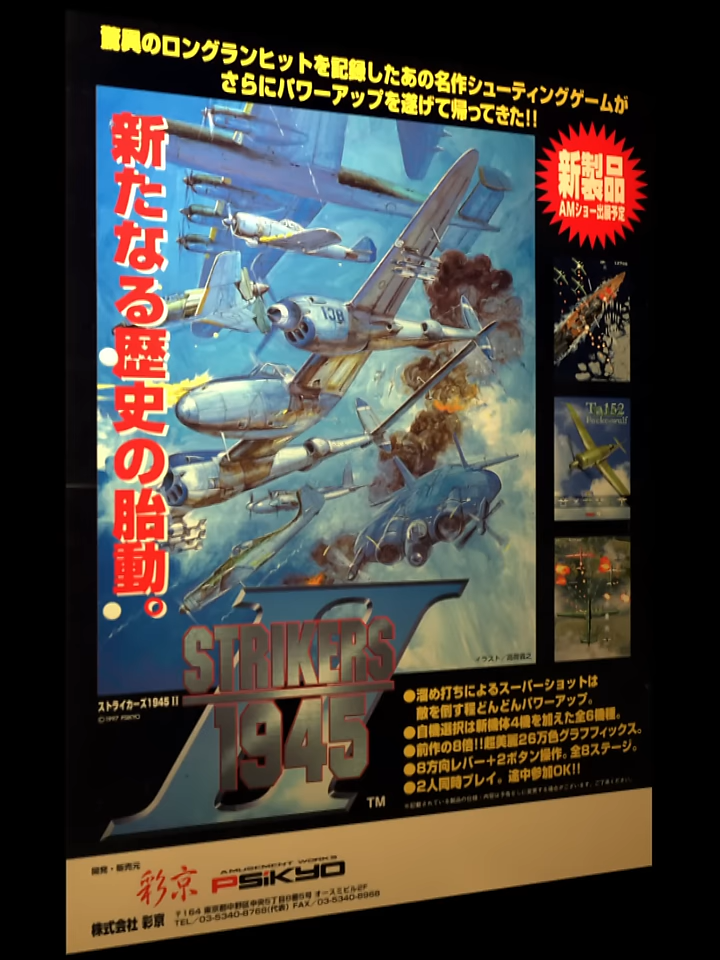 驚異のロングランヒットを記録したあの名作シューティングゲームが
さらにパワーアップを遂げて帰ってきた!!
新製品
AMショー出展予定
新たなる歴史の胎動。
Ta152
Fockewulf
STRIKERS
1945
II
TM
ストライカーズ1945 II
©1997 PSIKYO
●溜め打ちによるスーパーショットは
敵を倒す程どんどんパワーアップ。
●自機選択は新機体4機を加えた全6機種。
●前作の8倍!!超美麗26万色グラフフィックス。
●8方向レバー+2ボタン操作。全8ステージ。
●2人同時プレイ。途中参加OK!!
開発・販売元
彩京
AMUSEMENT WORKS
PSiKYO
株式会社 彩京
〒164 東京都中野区中央5丁目9番5号 オースミビル2F
TEL/03-5340-8768(代表) FAX/03-5340-8968